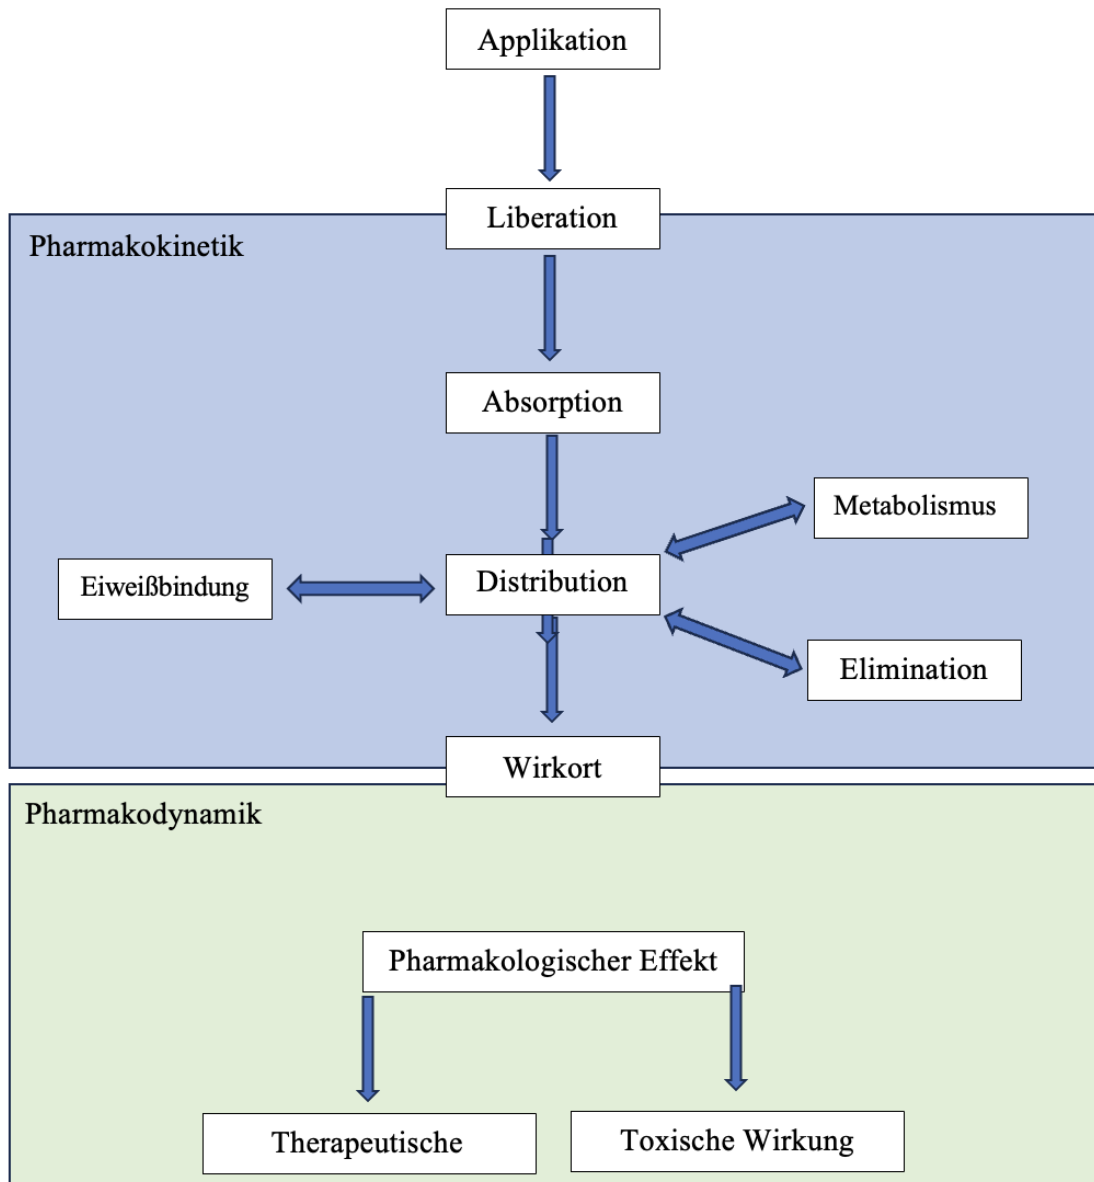 Applikation
Liberation
Pharmakokinetik
Absorption
Metabolismus
Eiweißbindung
Distribution
Elimination
Wirkort
Pharmakodynamik
Pharmakologischer Effekt
Therapeutische
Toxische Wirkung